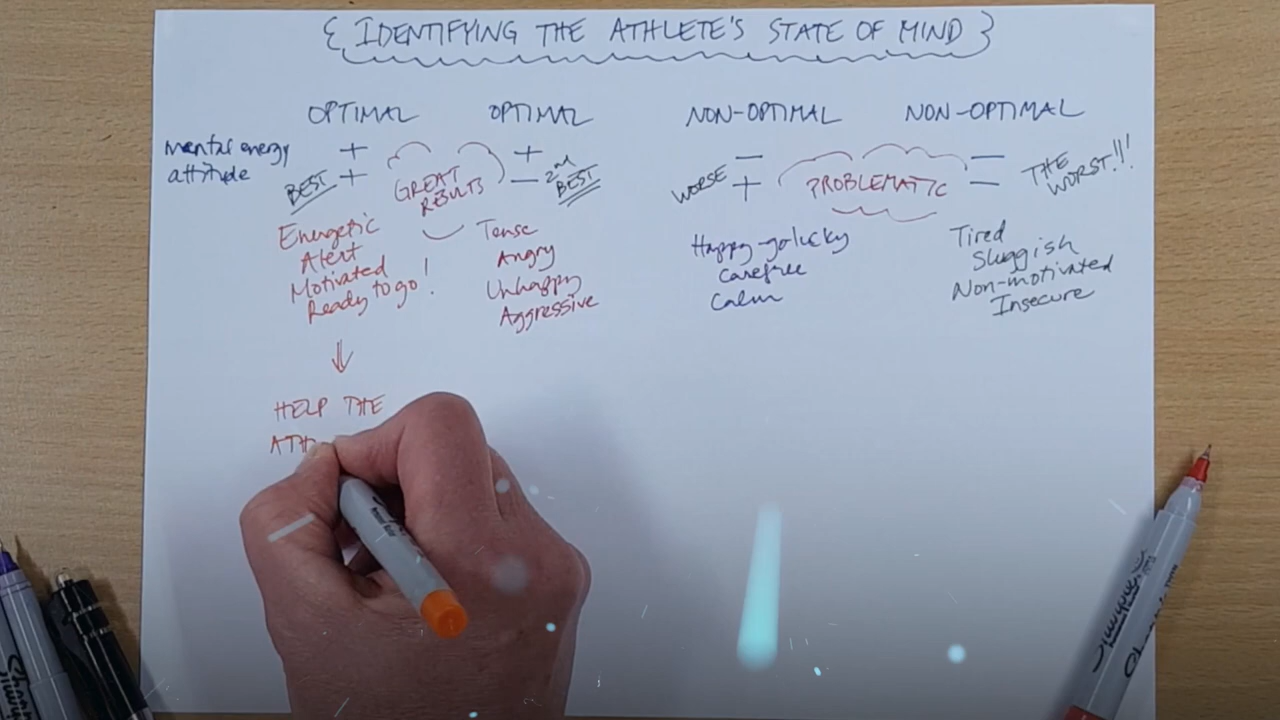 { IDENTIFYING THE ATHLETE'S STATE OF MIND }
OPTIMAL OPTIMAL NON-OPTIMAL NON-OPTIMAL
mental energy + + − −
attitude + − + −
BEST
GREAT
RESULTS
2nd
BEST
WORSE
PROBLEMATIC
THE
WORST!!!
Energetic
Alert
Motivated
Ready to go!
Tense
Angry
Unhappy
Aggressive
Happy-go-lucky
Carefree
Calm
Tired
Sluggish
Non-motivated
Insecure
HELP THE
ATH
Sharpie